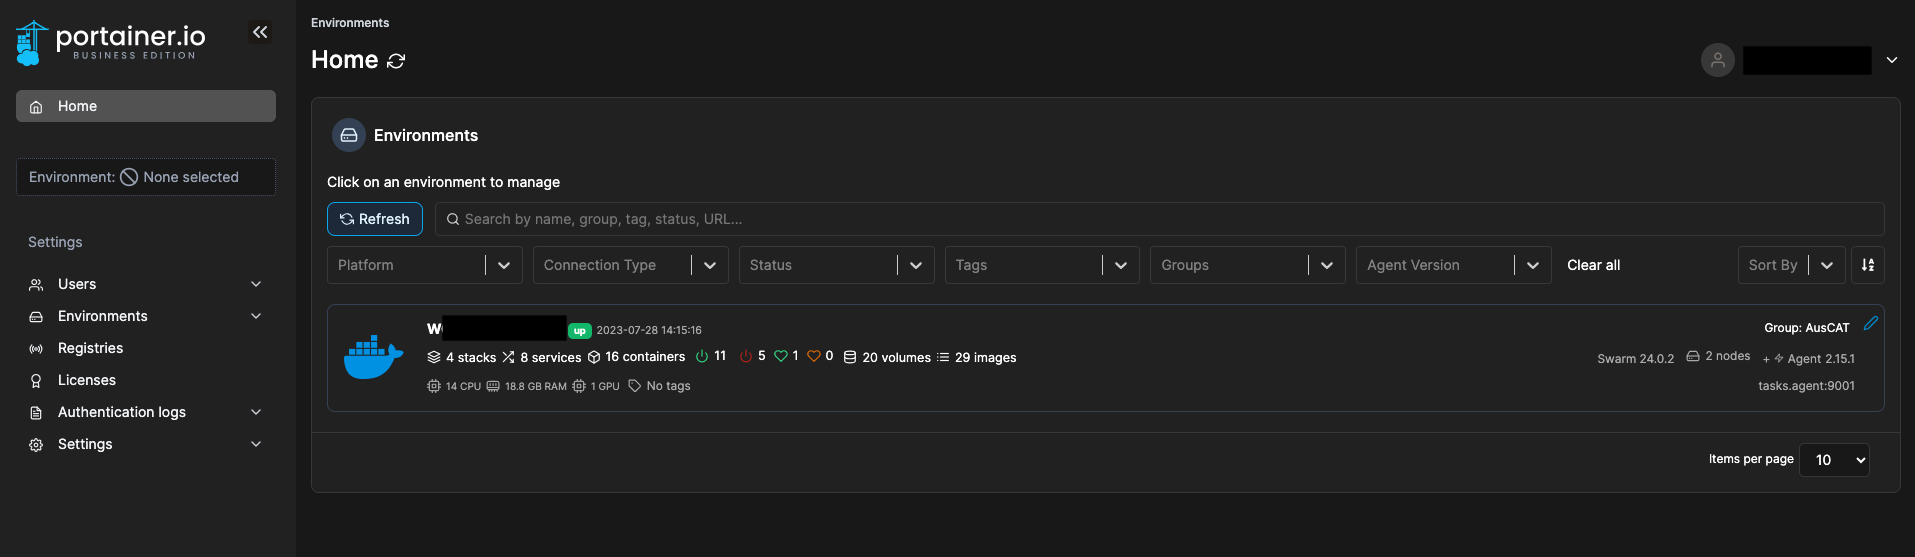 portainer.io
BUSINESS EDITION
Home
Environment: None selected
Settings
Users
Environments
Registries
Licenses
Authentication logs
Settings
Environments
Home
Environments
Click on an environment to manage
Refresh
Search by name, group, tag, status, URL...
Platform
Connection Type
Status
Tags
Groups
Agent Version
Clear all
Sort By
up 2023-07-28 14:15:16
4 stacks 8 services 16 containers 11 5 1 0 20 volumes 29 images
14 CPU 18.8 GB RAM 1 GPU No tags
Group: AusCAT
Swarm 24.0.2 2 nodes + Agent 2.15.1
tasks.agent:9001
Items per page 10